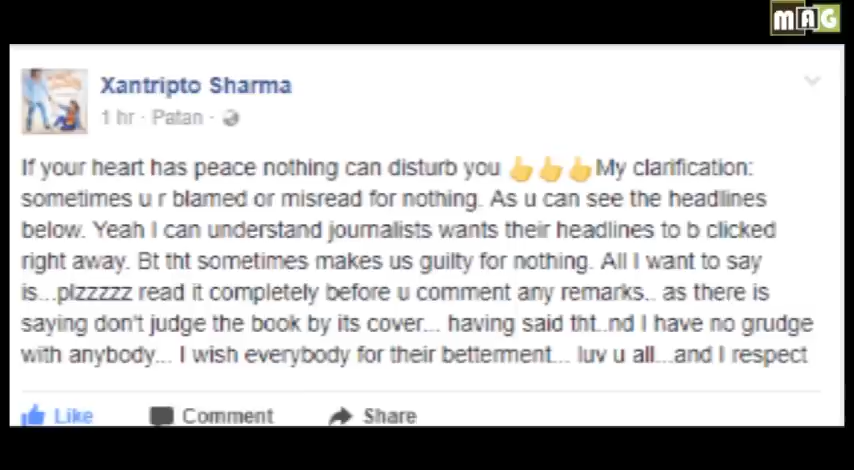 MAG
Xantripto Sharma
1 hr · Patan ·
If your heart has peace nothing can disturb you 👆👆👆My clarification:
sometimes u r blamed or misread for nothing. As u can see the headlines
below. Yeah I can understand journalists wants their headlines to b clicked
right away. Bt tht sometimes makes us guilty for nothing. All I want to say
is...plzzzzz read it completely before u comment any remarks.. as there is
saying don't judge the book by its cover... having said tht..nd I have no grudge
with anybody... I wish everybody for their betterment... luv u all...and I respect
Like Comment Share